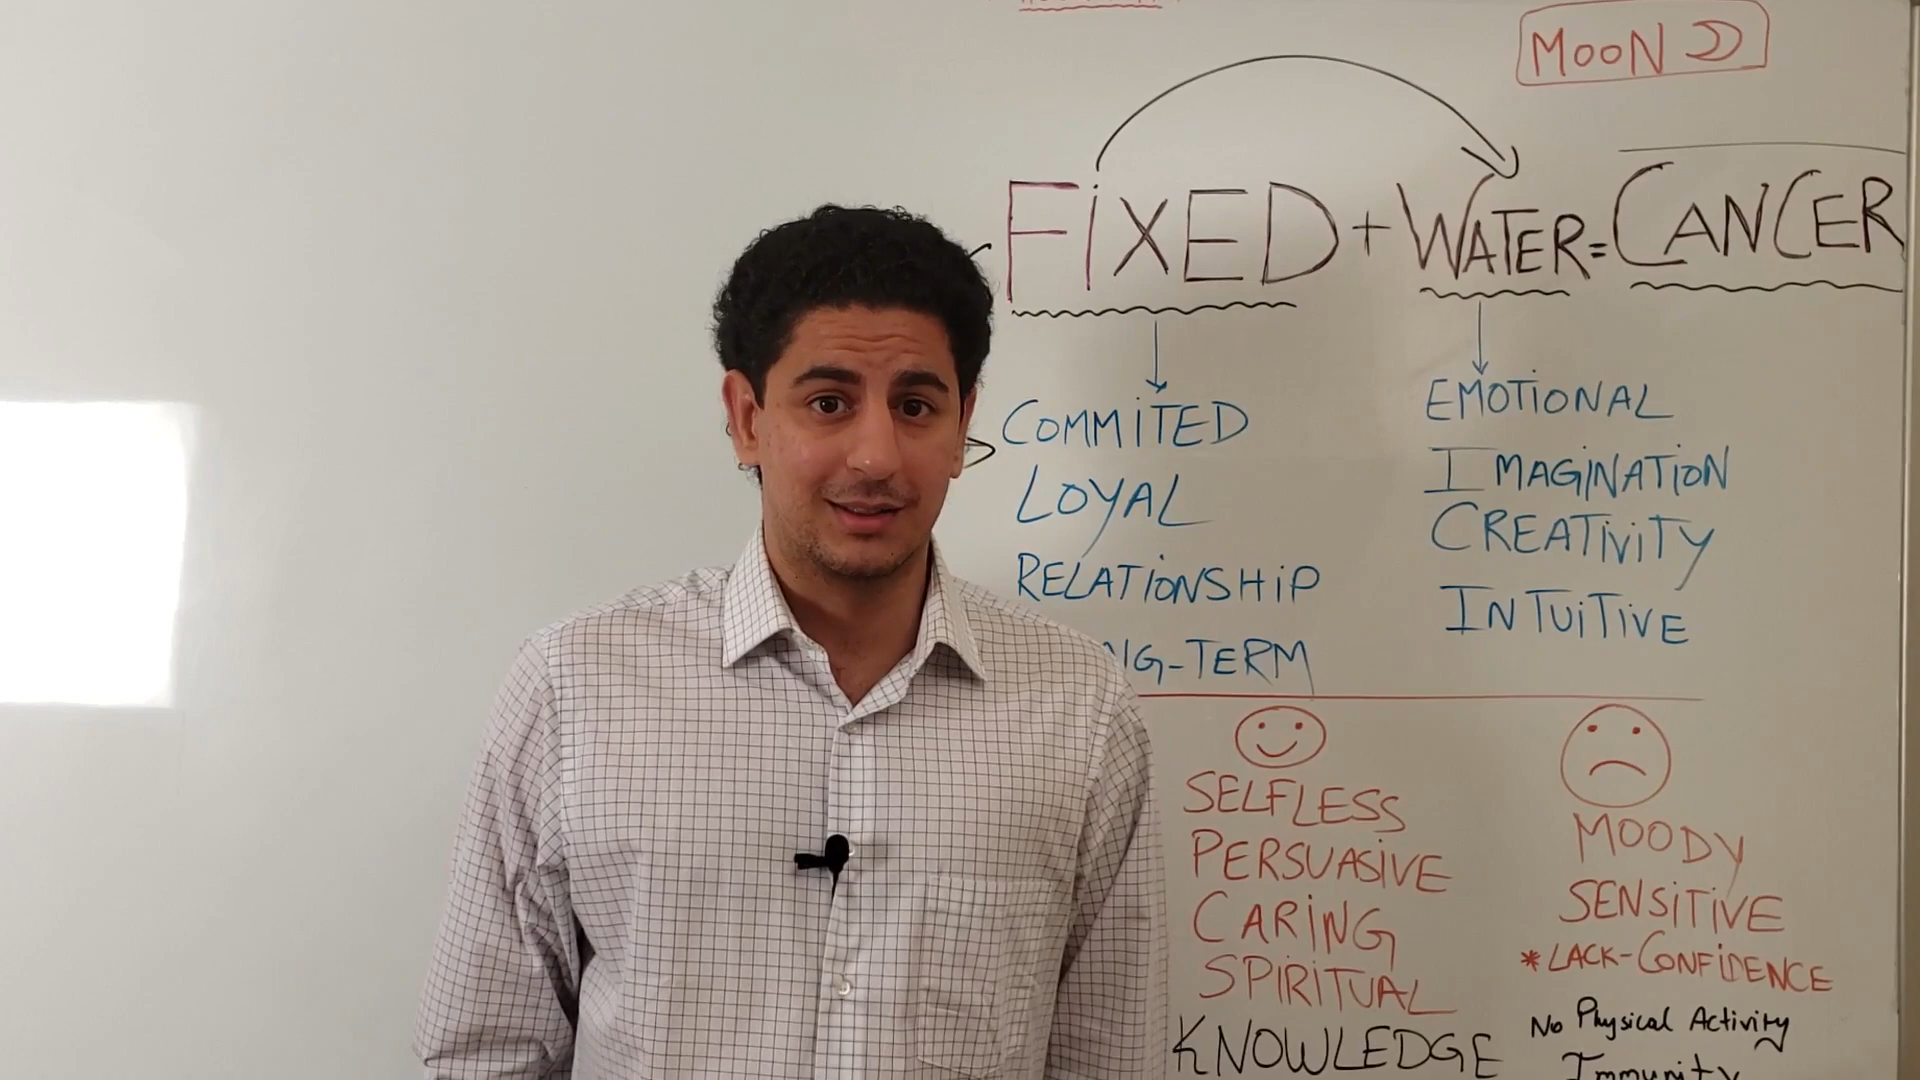 MOON
FiXED + WATER = CANCER
COMMiTED
LOYAL
RELATiONSHiP
NG-TERM
EMOTiONAL
IMAGiNATiON
CREATiViTY
INTUiTiVE
SELFLESS
PERSUASiVE
CARiNG
SPiRiTUAL
KNOWLEDGE
MOODY
SENSiTiVE
*LACK-CONFiDENCE
No Physical Activity
Immunity